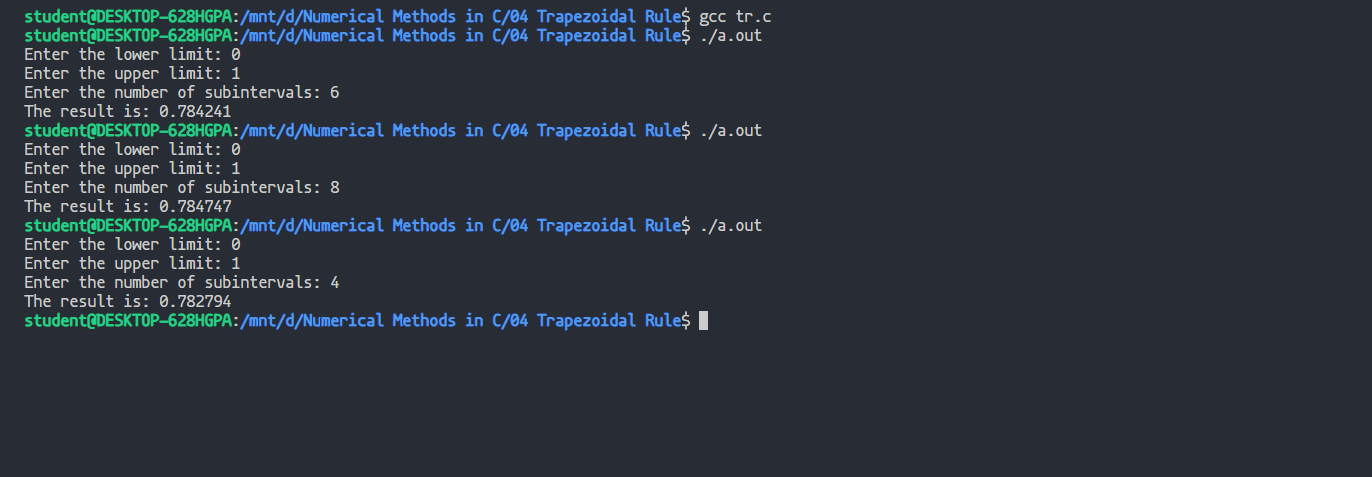 student@DESKTOP-628HGPA:/mnt/d/Numerical Methods in C/04 Trapezoidal Rule$ gcc tr.c
student@DESKTOP-628HGPA:/mnt/d/Numerical Methods in C/04 Trapezoidal Rule$ ./a.out
Enter the lower limit: 0
Enter the upper limit: 1
Enter the number of subintervals: 6
The result is: 0.784241
student@DESKTOP-628HGPA:/mnt/d/Numerical Methods in C/04 Trapezoidal Rule$ ./a.out
Enter the lower limit: 0
Enter the upper limit: 1
Enter the number of subintervals: 8
The result is: 0.784747
student@DESKTOP-628HGPA:/mnt/d/Numerical Methods in C/04 Trapezoidal Rule$ ./a.out
Enter the lower limit: 0
Enter the upper limit: 1
Enter the number of subintervals: 4
The result is: 0.782794
student@DESKTOP-628HGPA:/mnt/d/Numerical Methods in C/04 Trapezoidal Rule$